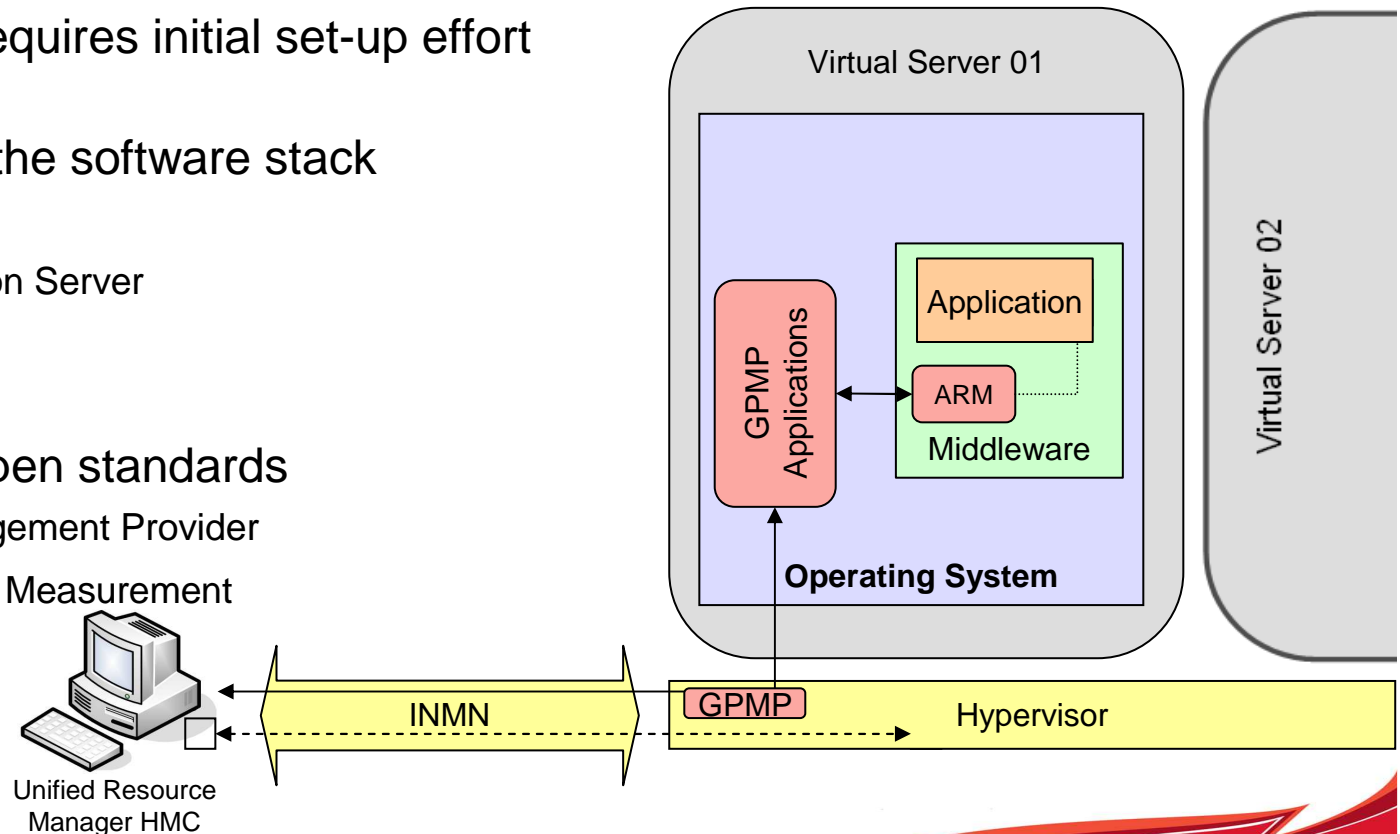 equires initial set-up effort
the software stack
on Server
pen standards
gement Provider
Measurement
Unified Resource
Manager HMC
INMN
Virtual Server 01
GPMP
Applications
Application
ARM
Middleware
Operating System
GPMP
Hypervisor
Virtual Server 02